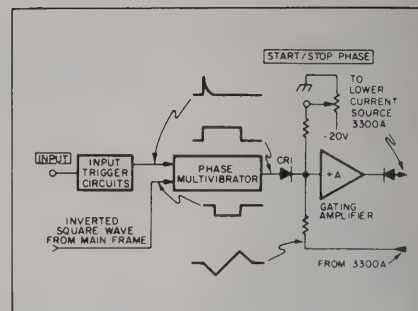 START/STOP PHASE
TO
LOWER
CURRENT
SOURCE
3300A
-20V
INPUT
INPUT
TRIGGER
CIRCUITS
PHASE
MULTIVIBRATOR
CR1
+A
GATING
AMPLIFIER
INVERTED
SQUARE WAVE
FROM MAIN FRAME
FROM 3300A